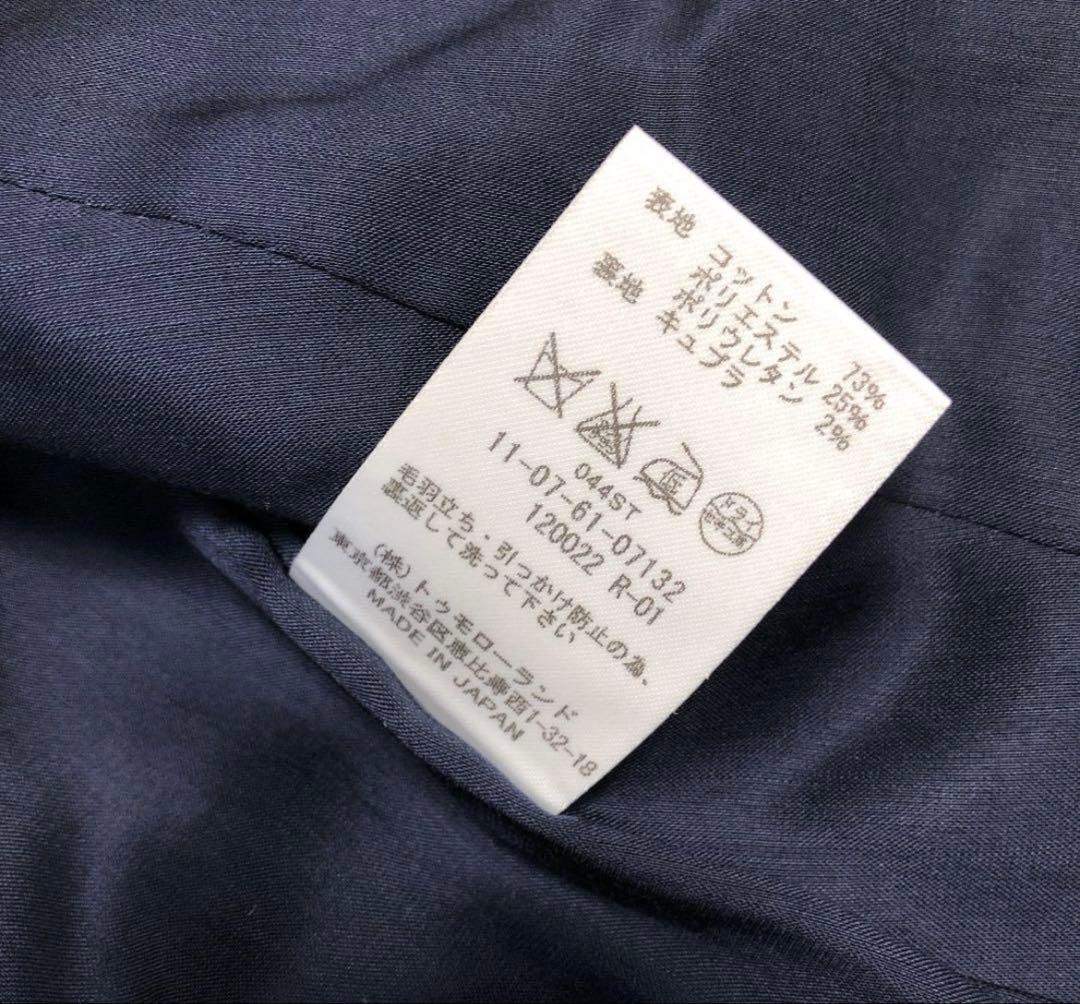 表地 コットン 73%
ポリエステル 25%
ポリウレタン 2%
裏地 キュプラ
044ST
11-07-61-07132
120022 R-01
毛羽立ち・引っかけ防止の為、
裏返して洗って下さい
(株)トゥモローランド
東京都渋谷区恵比寿西1-32-18
MADE IN JAPAN
ドライ